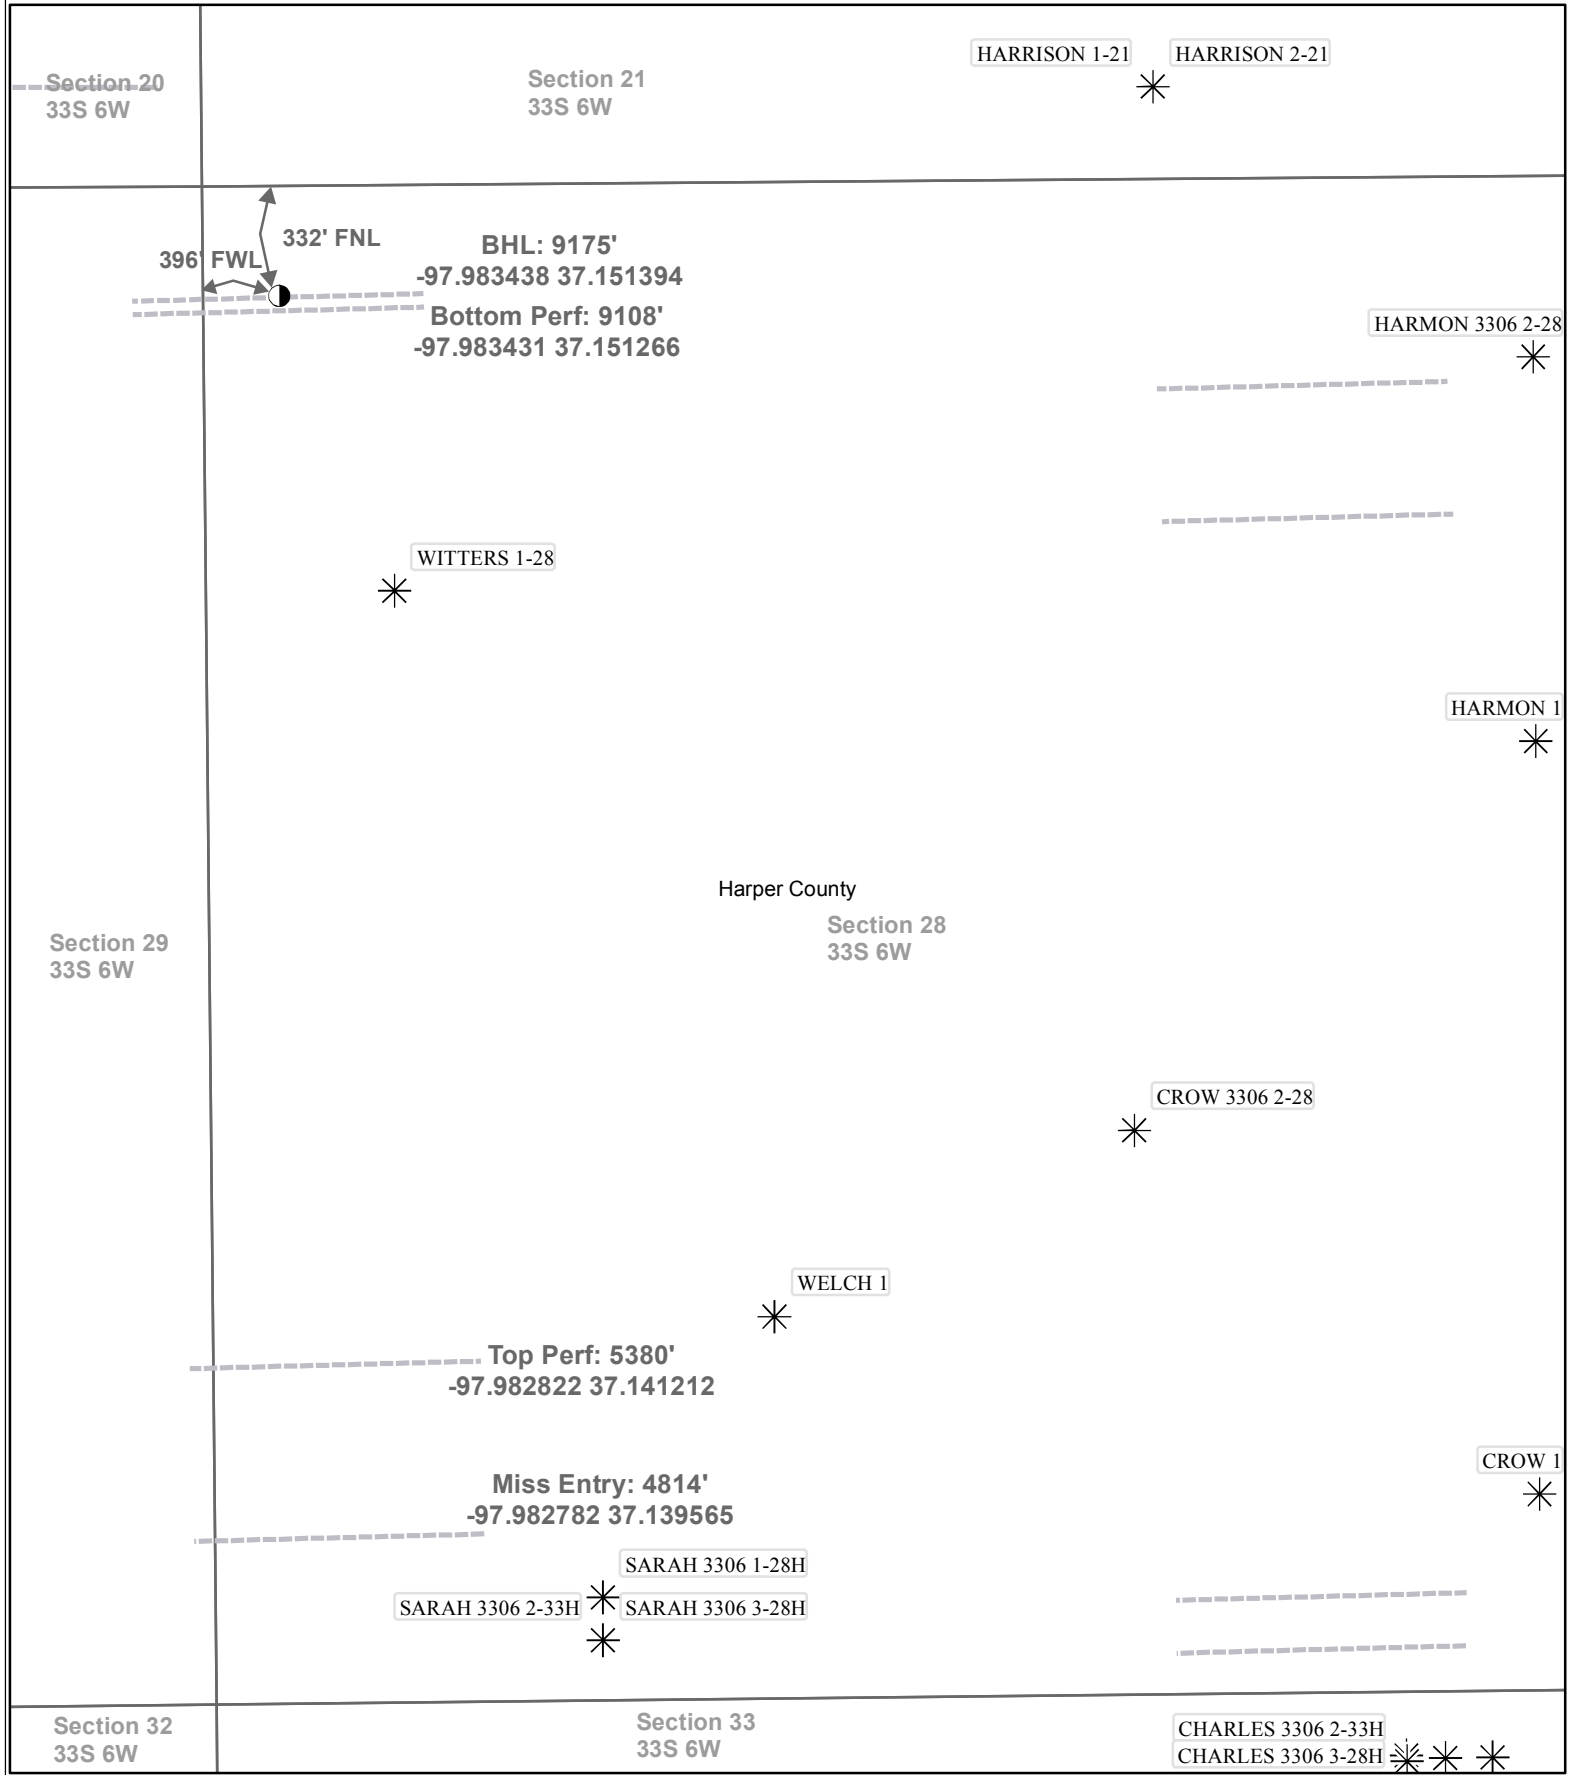 HARRISON 1-21
HARRISON 2-21
Section 20
33S 6W
Section 21
33S 6W
332' FNL
396' FWL
BHL: 9175'
-97.983438 37.151394
Bottom Perf: 9108'
-97.983431 37.151266
HARMON 3306 2-28
WITTERS 1-28
HARMON 1
Harper County
Section 28
33S 6W
Section 29
33S 6W
CROW 3306 2-28
WELCH 1
Top Perf: 5380'
-97.982822 37.141212
CROW 1
Miss Entry: 4814'
-97.982782 37.139565
SARAH 3306 1-28H
SARAH 3306 2-33H
SARAH 3306 3-28H
Section 32
33S 6W
Section 33
33S 6W
CHARLES 3306 2-33H
CHARLES 3306 3-28H